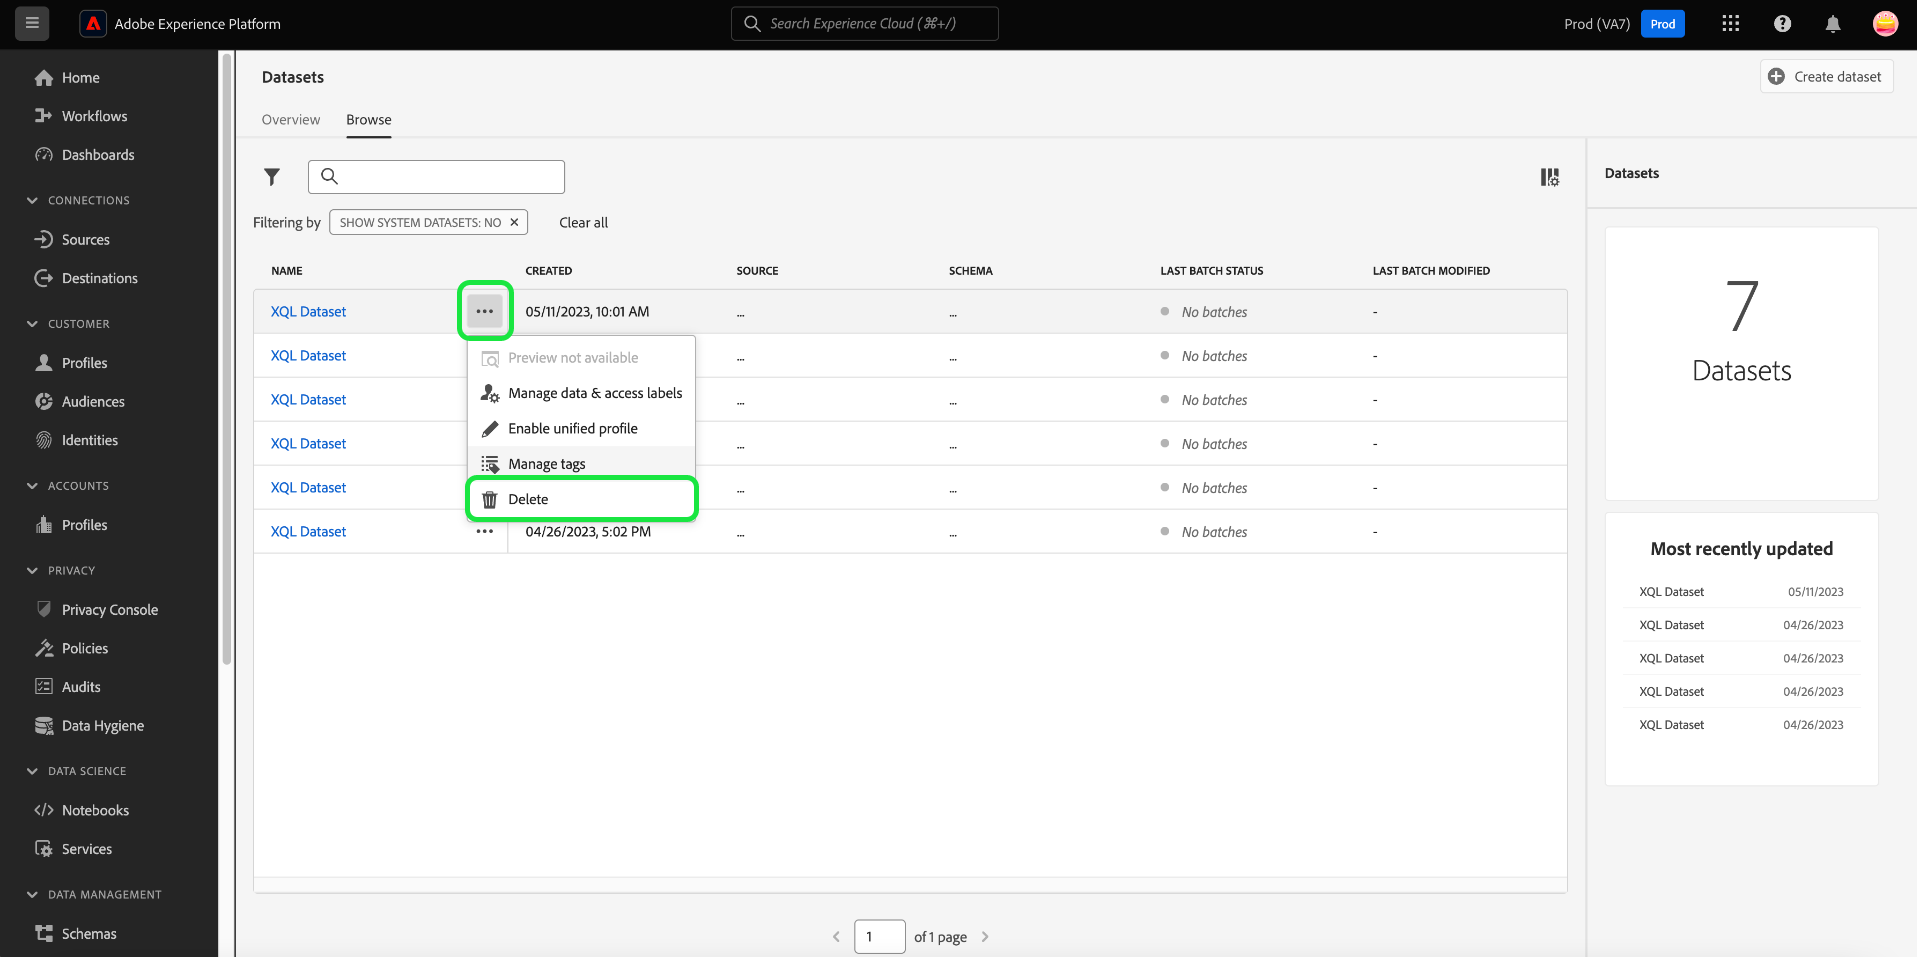 Adobe Experience Platform
Search Experience Cloud (⌘+/)
Prod (VA7)
Prod
Home
Workflows
Dashboards
CONNECTIONS
Sources
Destinations
CUSTOMER
Profiles
Audiences
Identities
ACCOUNTS
Profiles
PRIVACY
Privacy Console
Policies
Audits
Data Hygiene
DATA SCIENCE
Notebooks
Services
DATA MANAGEMENT
Schemas
Datasets
Create dataset
Overview Browse
Filtering by SHOW SYSTEM DATASETS: NO ✕ Clear all
NAME CREATED SOURCE SCHEMA LAST BATCH STATUS LAST BATCH MODIFIED
XQL Dataset ... 05/11/2023, 10:01 AM ... ... No batches -
XQL Dataset ... ... No batches -
XQL Dataset ... ... No batches -
XQL Dataset ... ... No batches -
XQL Dataset ... ... No batches -
XQL Dataset ... 04/26/2023, 5:02 PM ... ... No batches -
Preview not available
Manage data & access labels
Enable unified profile
Manage tags
Delete
1 of 1 page
Datasets
7
Datasets
Most recently updated
XQL Dataset 05/11/2023
XQL Dataset 04/26/2023
XQL Dataset 04/26/2023
XQL Dataset 04/26/2023
XQL Dataset 04/26/2023